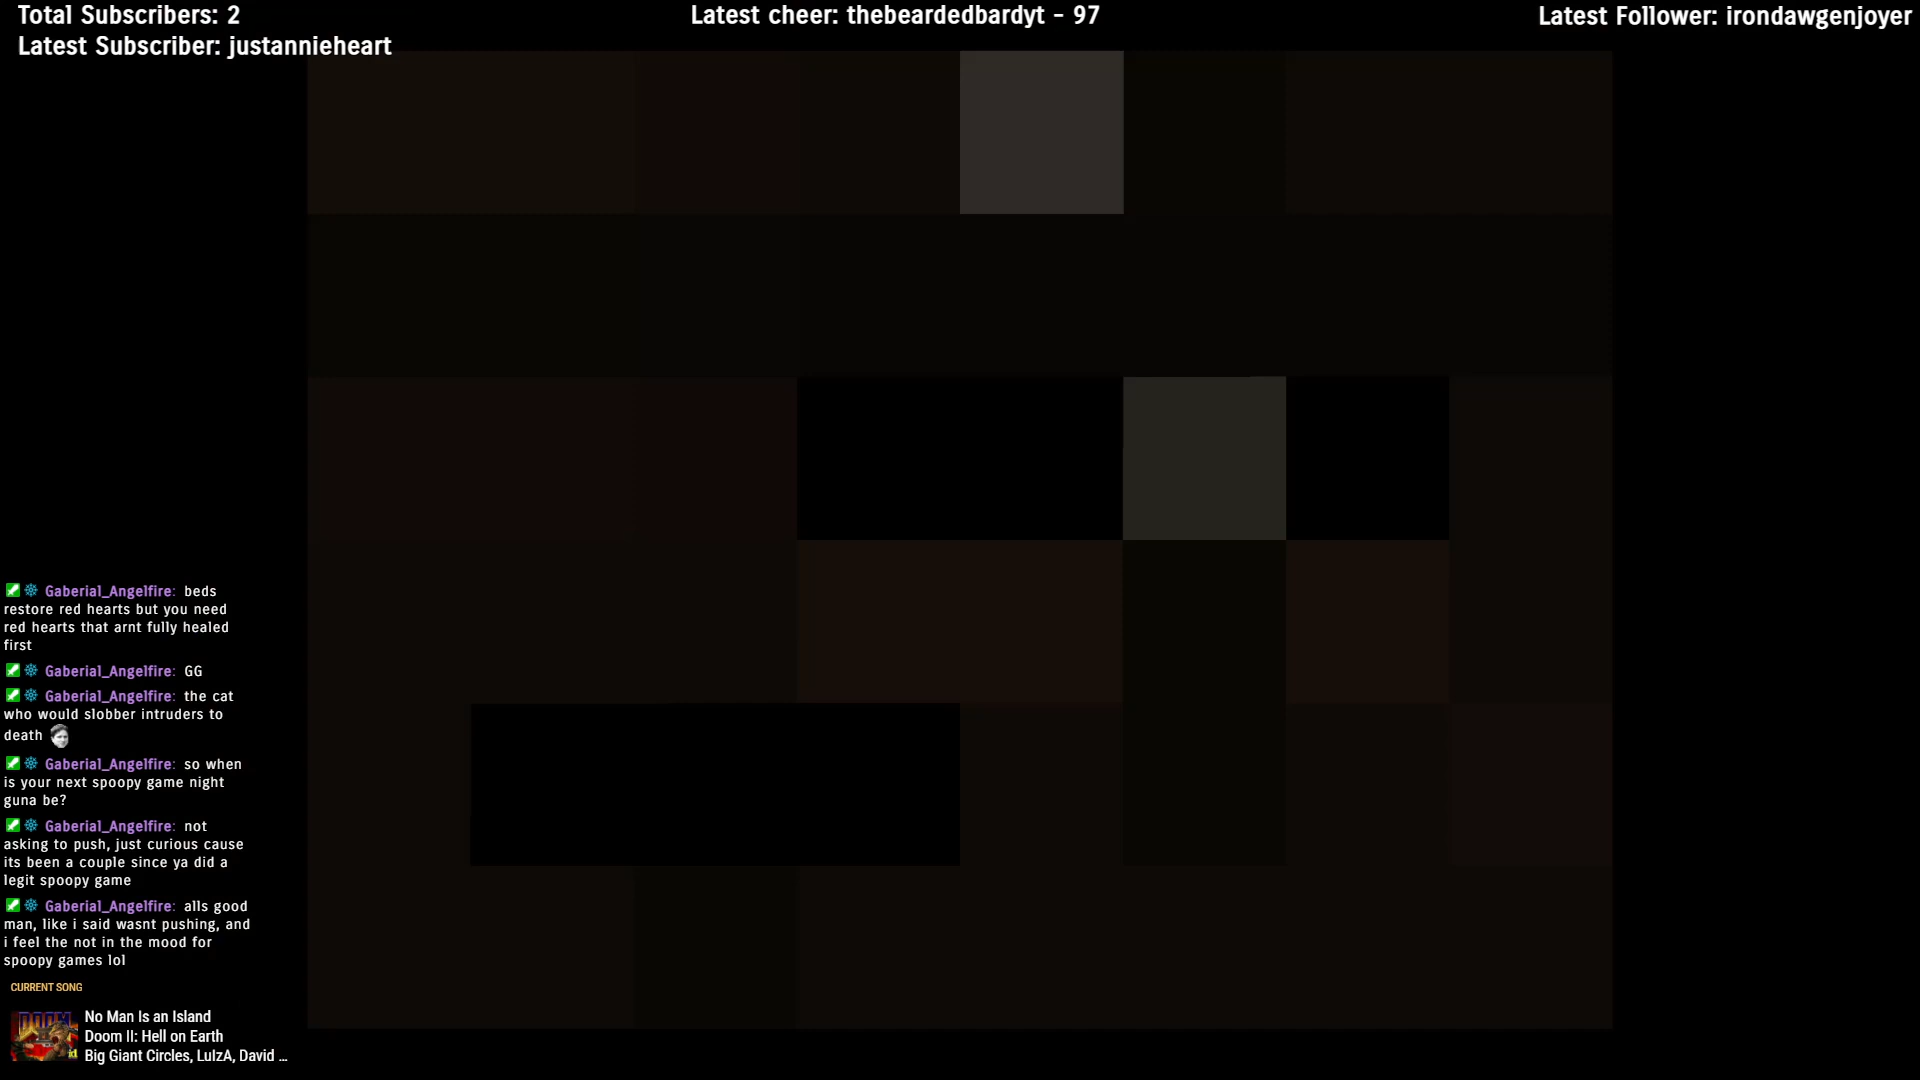 Total Subscribers: 2
Latest Subscriber: justannieheart
Latest cheer: thebeardedbardyt - 97
Latest Follower: irondawgenjoyer
Gaberial_Angelfire: beds
restore red hearts but you need
red hearts that arnt fully healed
first
Gaberial_Angelfire: GG
Gaberial_Angelfire: the cat
who would slobber intruders to
death
Gaberial_Angelfire: so when
is your next spoopy game night
guna be?
Gaberial_Angelfire: not
asking to push, just curious cause
its been a couple since ya did a
legit spoopy game
Gaberial_Angelfire: alls good
man, like i said wasnt pushing, and
i feel the not in the mood for
spoopy games lol
CURRENT SONG
DOOM
No Man Is an Island
Doom II: Hell on Earth
Big Giant Circles, LulzA, David ...